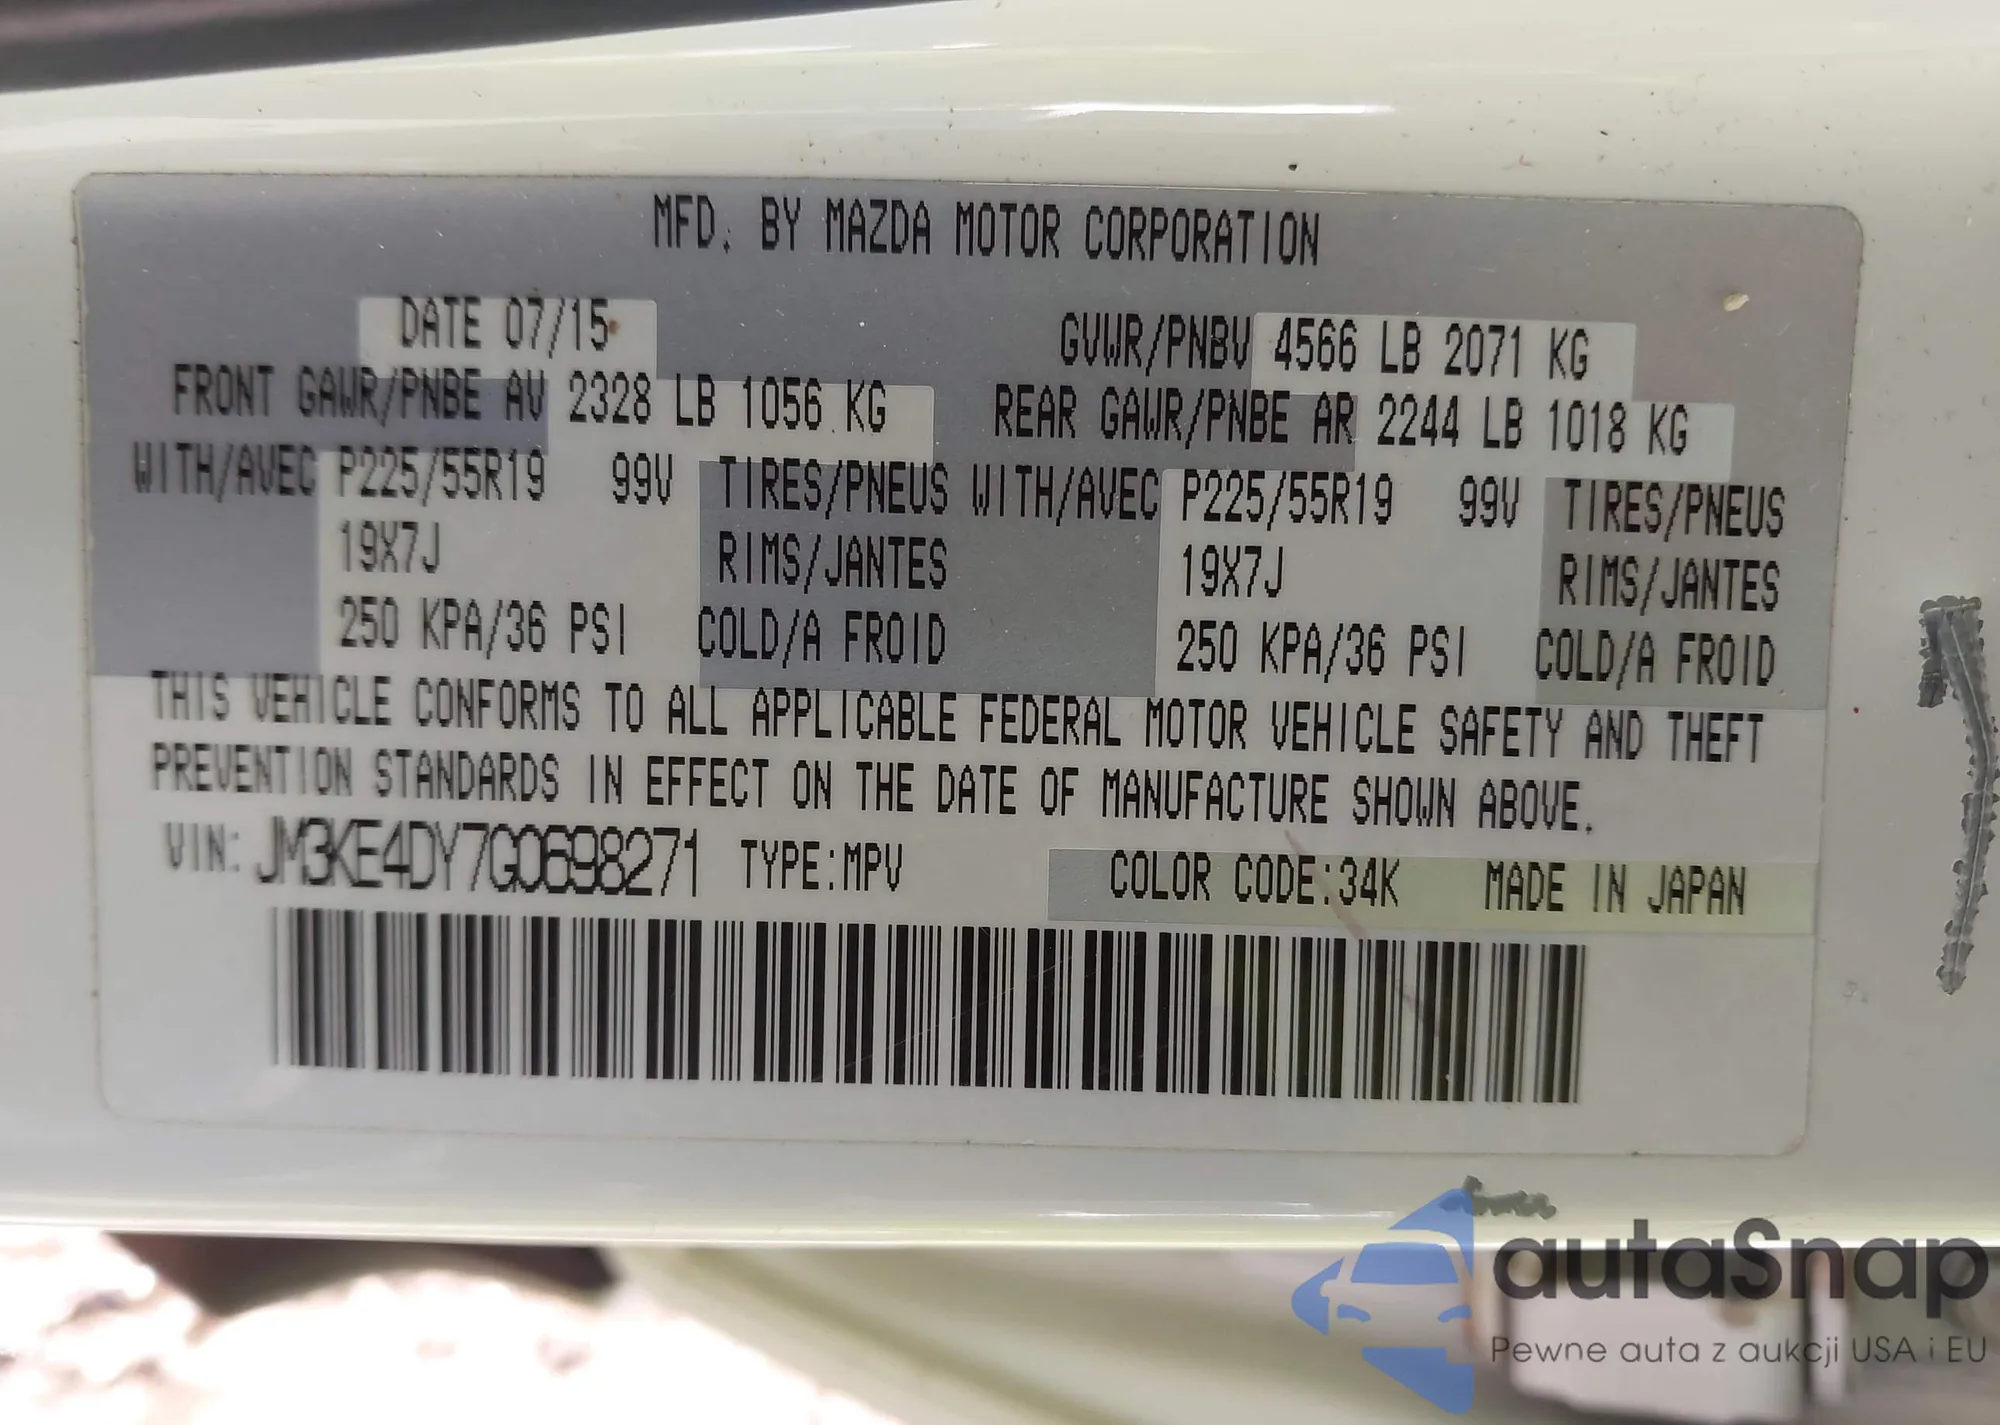 MFD. BY MAZDA MOTOR CORPORATION
DATE 07/15 GVWR/PNBV 4566 LB 2071 KG
FRONT GAWR/PNBE AV 2328 LB 1056 KG REAR GAWR/PNBE AR 2244 LB 1018 KG
WITH/AVEC P225/55R19 99V TIRES/PNEUS WITH/AVEC P225/55R19 99V TIRES/PNEUS
19X7J RIMS/JANTES 19X7J RIMS/JANTES
250 KPA/36 PSI COLD/A FROID 250 KPA/36 PSI COLD/A FROID
THIS VEHICLE CONFORMS TO ALL APPLICABLE FEDERAL MOTOR VEHICLE SAFETY AND THEFT
PREVENTION STANDARDS IN EFFECT ON THE DATE OF MANUFACTURE SHOWN ABOVE.
VIN: JM3KE4DY7G0698271 TYPE:MPV COLOR CODE:34K MADE IN JAPAN
autaSnap
Pewne auta z aukcji USA i EU